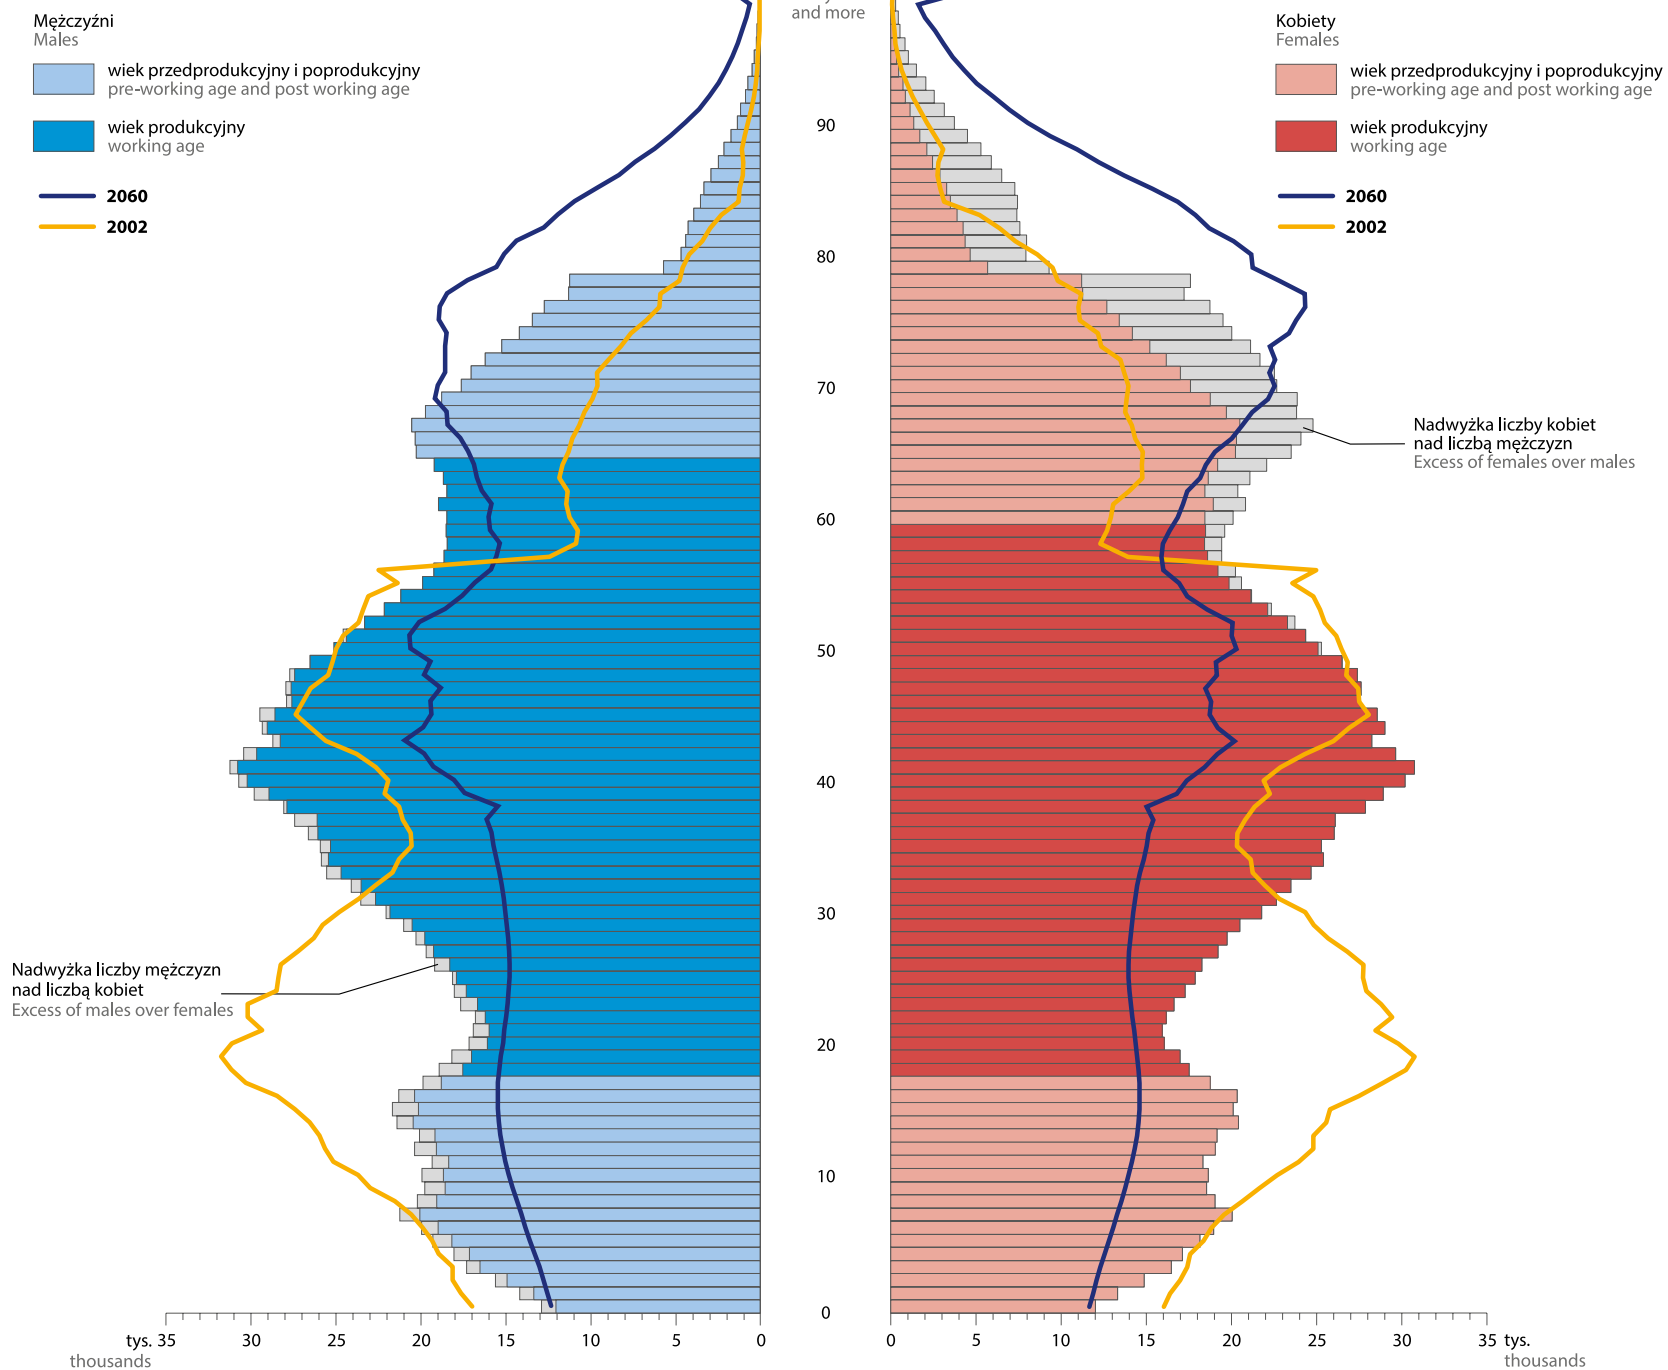 Mężczyźni
Males
wiek przedprodukcyjny i poprodukcyjny
pre-working age and post working age
wiek produkcyjny
working age
2060
2002
and more
Kobiety
Females
wiek przedprodukcyjny i poprodukcyjny
pre-working age and post working age
wiek produkcyjny
working age
2060
2002
90
80
70
60
50
40
30
20
10
0
Nadwyżka liczby kobiet
nad liczbą mężczyzn
Excess of females over males
Nadwyżka liczby mężczyzn
nad liczbą kobiet
Excess of males over females
tys. 35 30 25 20 15 10 5 0
thousands
0 5 10 15 20 25 30 35 tys.
thousands